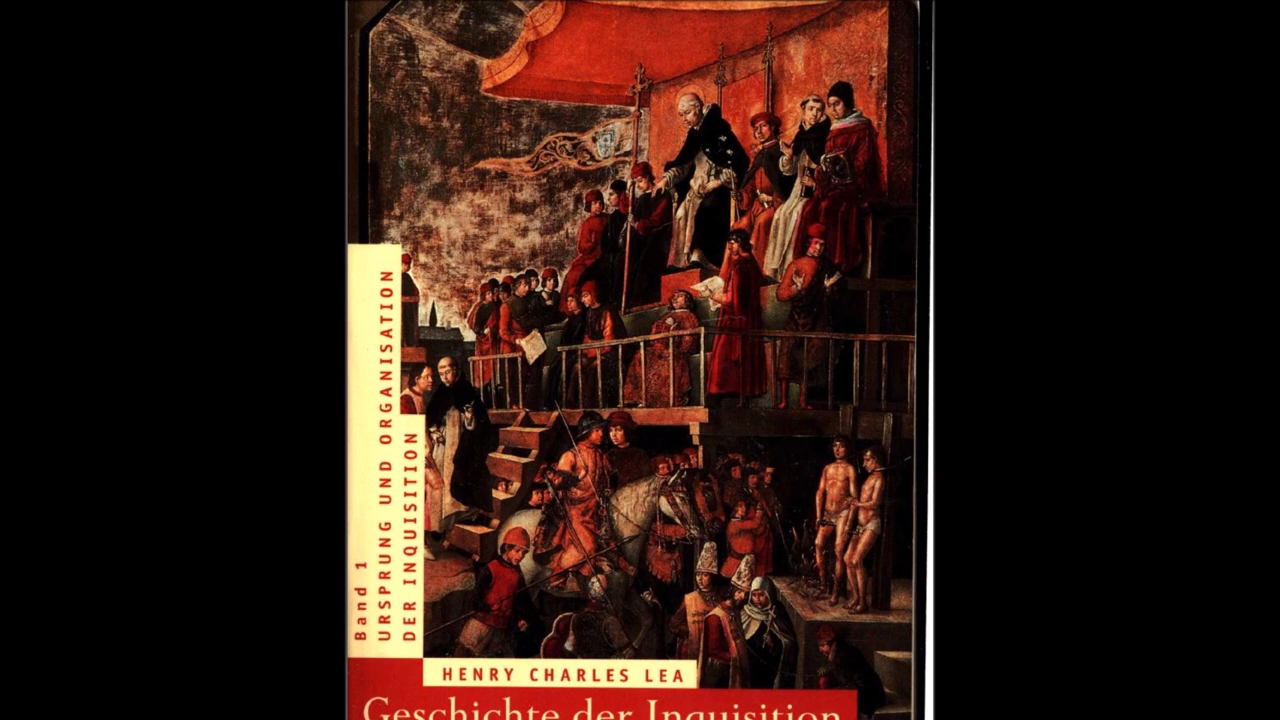 Band 1
URSPRUNG UND ORGANISATION
DER INQUISITION
HENRY CHARLES LEA
Geschichte der Inquisition